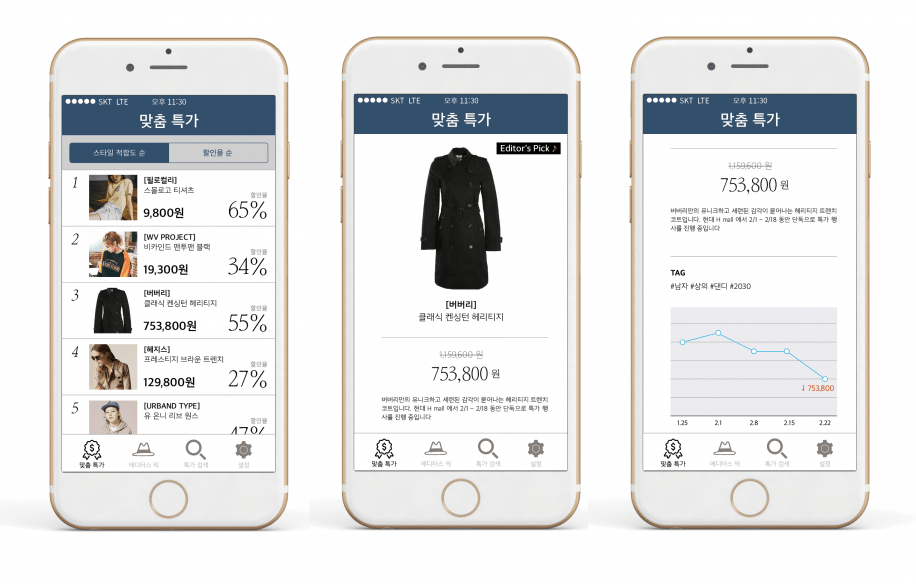 ●●●●● SKT LTE 오후 11:30
맞춤 특가
스타일 적합도 순 할인율 순
1 [필로컬리]
스몰로고 티셔츠
9,800원
할인율
65%
2 [WV PROJECT]
비카인드 맨투맨 블랙
19,300원
할인율
34%
3 [버버리]
클래식 켄싱턴 헤리티지
753,800원
할인율
55%
4 [헤지스]
프레스티지 브라운 트렌치
129,800원
할인율
27%
5 [URBAND TYPE]
유 온니 리브 원스
할인율
47%
맞춤 특가 에디터스 픽 특가 검색 설정
●●●●● SKT LTE 오후 11:30
맞춤 특가
Editor's Pick ♪
[버버리]
클래식 켄싱턴 헤리티지
1,159,600 원
753,800 원
버버리만의 유니크하고 세련된 감각이 묻어나는 헤리티지 트렌치
코트입니다. 현대 H mall 에서 2/1 ~ 2/18 동안 단독으로 특가 행
사를 진행 중입니다
맞춤 특가 에디터스 픽 특가 검색 설정
●●●●● SKT LTE 오후 11:30
맞춤 특가
1,159,600 원
753,800 원
버버리만의 유니크하고 세련된 감각이 묻어나는 헤리티지 트렌치
코트입니다. 현대 H mall 에서 2/1 ~ 2/18 동안 단독으로 특가 행
사를 진행 중입니다
TAG
#남자 #상의 #댄디 #2030
↓ 753,800
1.25 2.1 2.8 2.15 2.22
맞춤 특가 에디터스 픽 특가 검색 설정